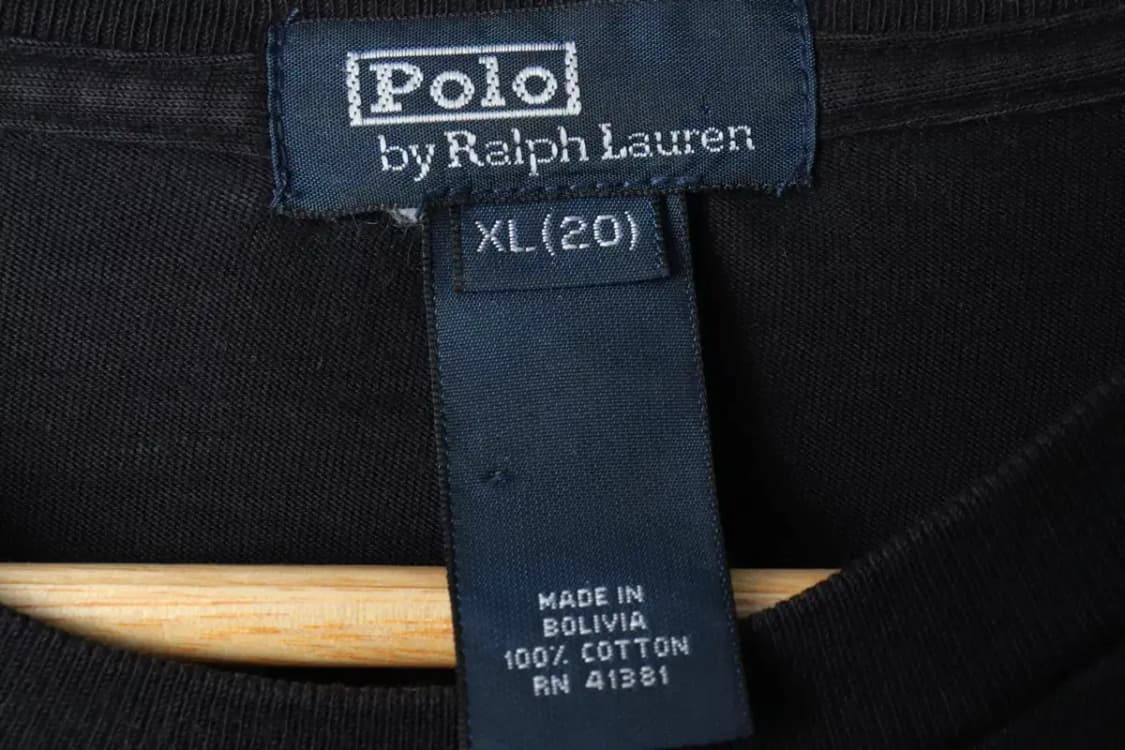 Polo
by Ralph Lauren
XL(20)
MADE IN
BOLIVIA
100% COTTON
RN 41381